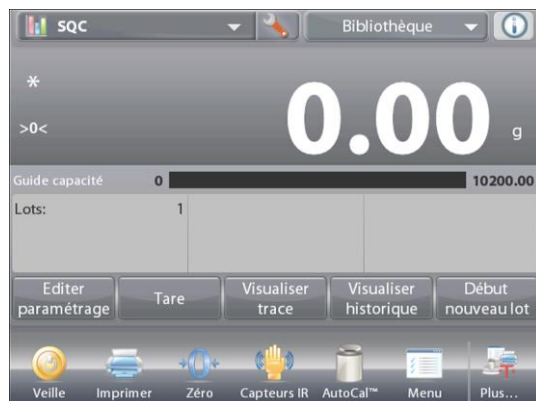 SQC Bibliothèque
*
>0< 0.00 g
Guide capacité 0 10200.00
Lots: 1
Editer paramétrage
Tare
Visualiser trace
Visualiser historique
Début nouveau lot
Veille Imprimer Zéro Capteurs IR AutoCal™ Menu Plus...